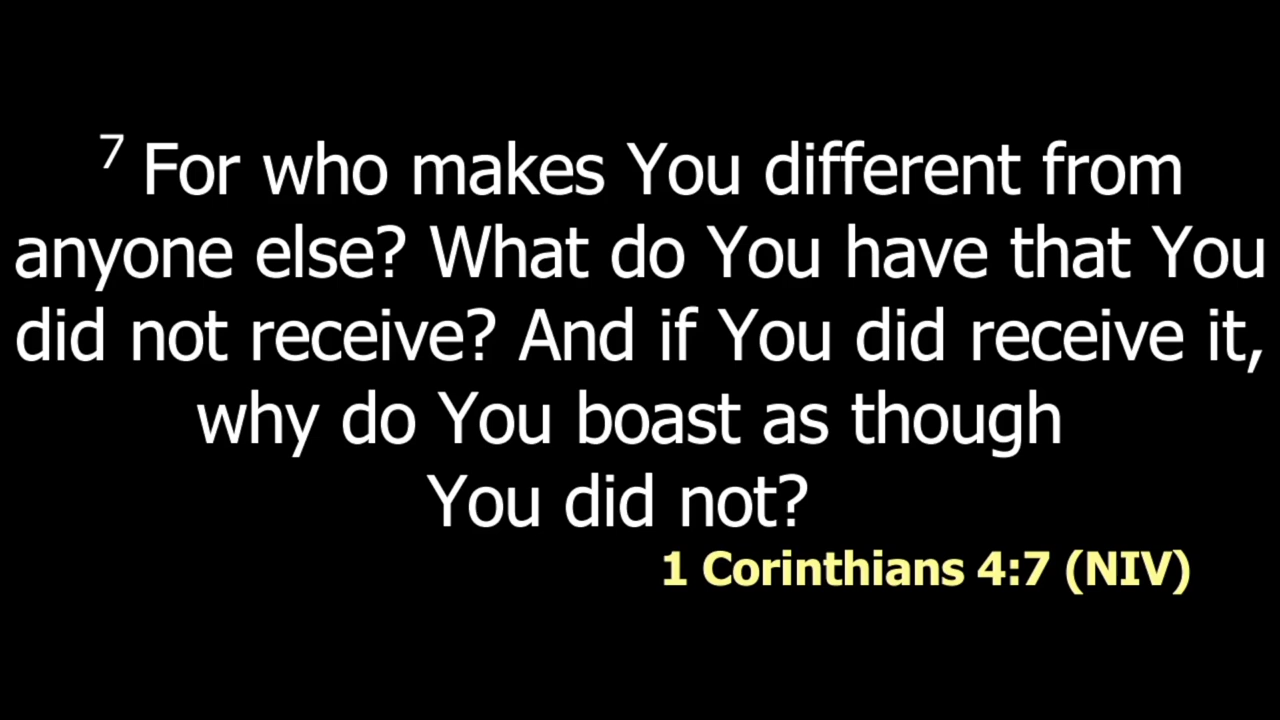 7 For who makes You different from
anyone else? What do You have that You
did not receive? And if You did receive it,
why do You boast as though
You did not?
1 Corinthians 4:7 (NIV)